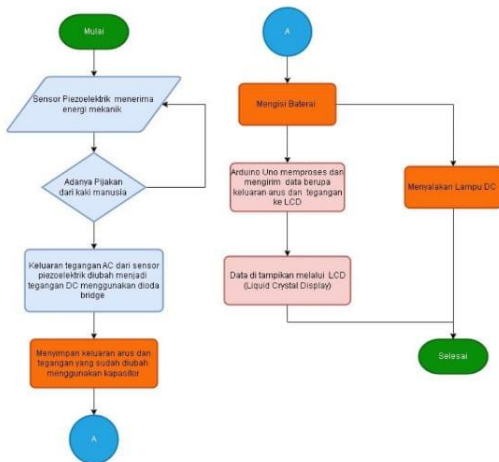 Mulai
Sensor Piezoelektrik menerima
energi mekanik
Adanya Pijakan
dari kaki manusia
Keluaran tegangan AC dari sensor
piezoelektrik diubah menjadi
tegangan DC menggunakan dioda
bridge
Menyimpan keluaran arus dan
tegangan yang sudah diubah
menggunakan kapasitor
A
A
Mengisi Baterai
Arduino Uno memproses dan
mengirim data berupa
keluaran arus dan tegangan
ke LCD
Menyalakan Lampu DC
Data di tampikan melalui LCD
(Liquid Crystal Display)
Selesai